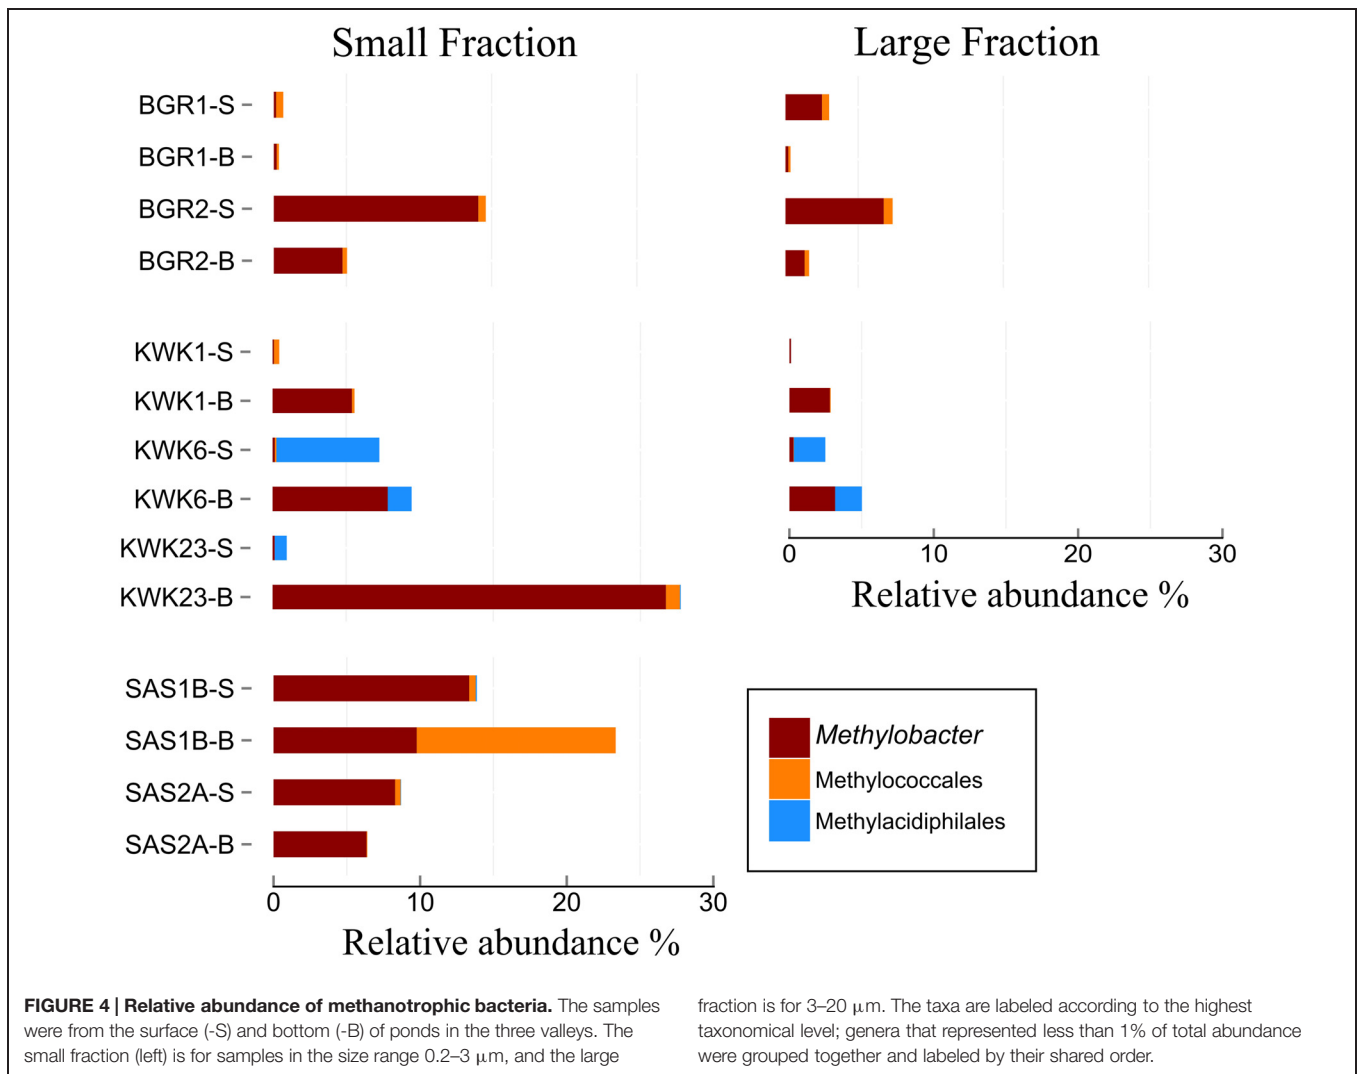 Small Fraction
Large Fraction
BGR1-S
BGR1-B
BGR2-S
BGR2-B
KWK1-S
KWK1-B
KWK6-S
KWK6-B
KWK23-S
KWK23-B
SAS1B-S
SAS1B-B
SAS2A-S
SAS2A-B
0 10 20 30
Relative abundance %
0 10 20 30
Relative abundance %
Methylobacter
Methylococcales
Methylacidiphilales
FIGURE 4 | Relative abundance of methanotrophic bacteria. The samples
were from the surface (-S) and bottom (-B) of ponds in the three valleys. The
small fraction (left) is for samples in the size range 0.2–3 μm, and the large
fraction is for 3–20 μm. The taxa are labeled according to the highest
taxonomical level; genera that represented less than 1% of total abundance
were grouped together and labeled by their shared order.